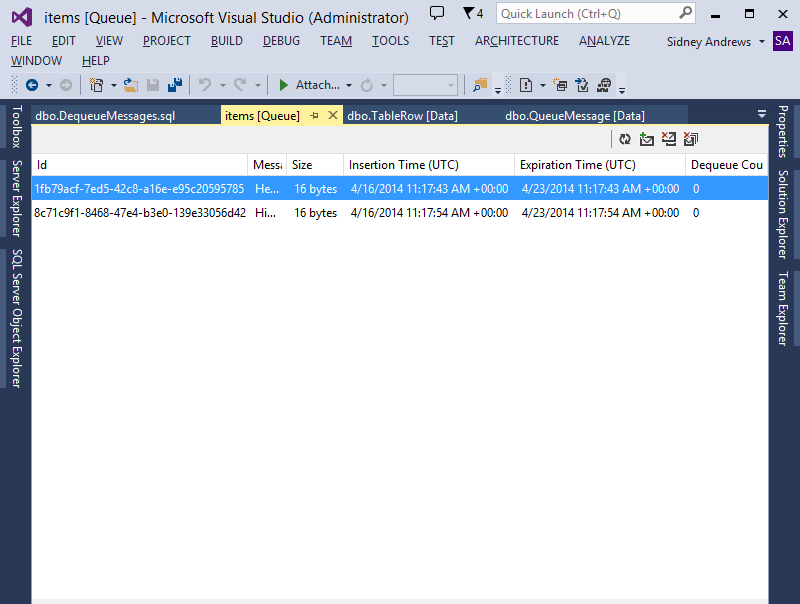 items [Queue] - Microsoft Visual Studio (Administrator)
4
Quick Launch (Ctrl+Q)
FILE EDIT VIEW PROJECT BUILD DEBUG TEAM TOOLS TEST ARCHITECTURE ANALYZE
Sidney Andrews
SA
WINDOW HELP
Attach...
dbo.DequeueMessages.sql
items [Queue]
dbo.TableRow [Data]
dbo.QueueMessage [Data]
Toolbox
Server Explorer
SQL Server Object Explorer
Id Messa Size Insertion Time (UTC) Expiration Time (UTC) Dequeue Cou
1fb79acf-7ed5-42c8-a16e-e95c20595785 He... 16 bytes 4/16/2014 11:17:43 AM +00:00 4/23/2014 11:17:43 AM +00:00 0
8c71c9f1-8468-47e4-b3e0-139e33056d42 Hi... 16 bytes 4/16/2014 11:17:54 AM +00:00 4/23/2014 11:17:54 AM +00:00 0
Properties
Solution Explorer
Team Explorer